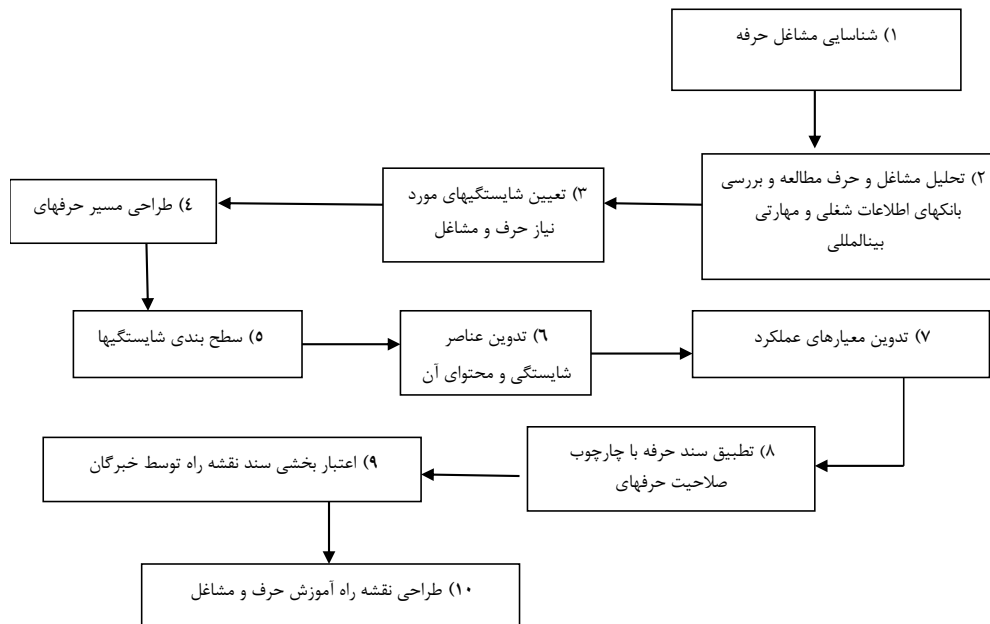 ۱) شناسایی مشاغل حرفه
۲) تحلیل مشاغل و حرف مطالعه و بررسی
بانکهای اطلاعات شغلی و مهارتی
بینالمللی
۳) تعیین شایستگیهای مورد
نیاز حرف و مشاغل
٤) طراحی مسیر حرفهای
٥) سطح بندی شایستگیها
٦) تدوین عناصر
شایستگی و محتوای آن
۷) تدوین معیارهای عملکرد
۸) تطبیق سند حرفه با چارچوب
صلاحیت حرفهای
۹) اعتبار بخشی سند نقشه راه توسط خبرگان
۱۰) طراحی نقشه راه آموزش حرف و مشاغل